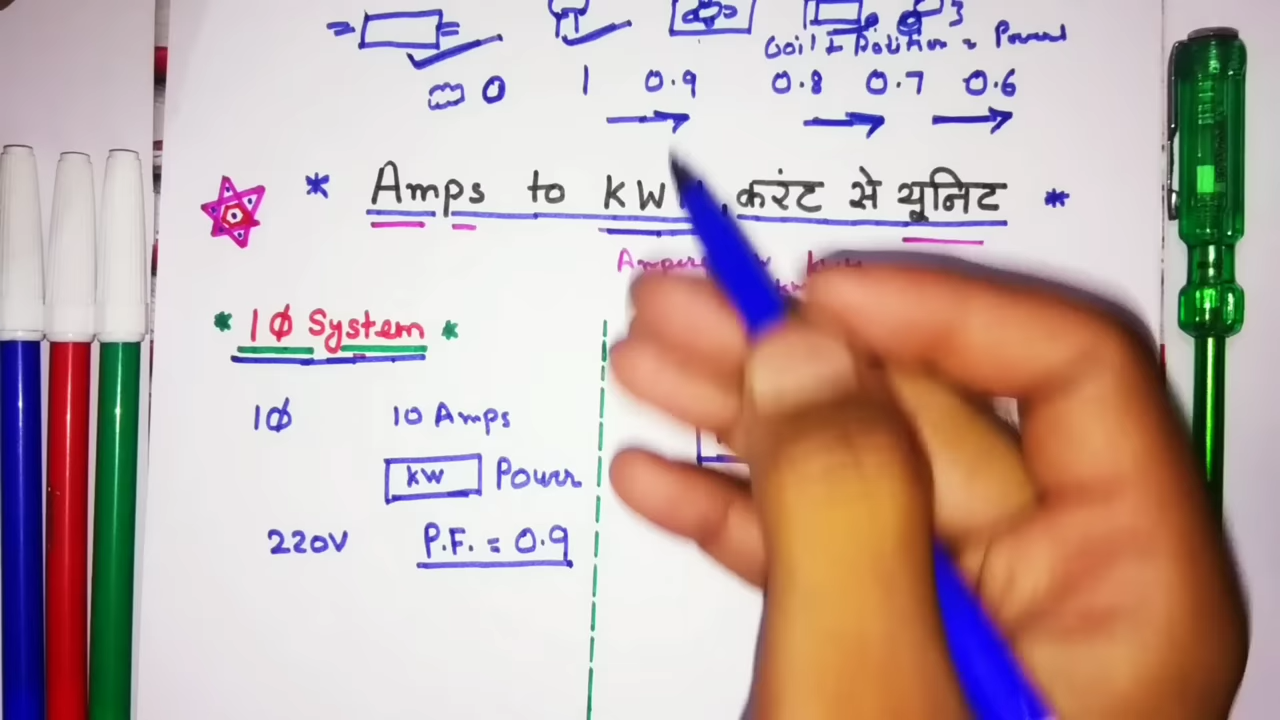 Coil + Rotition = Power
0 1 0.9 0.8 0.7 0.6
* Amps to KW करंट से यूनिट *
* 1ϕ System *
1ϕ 10 Amps
KW Power
220V P.F. = 0.9